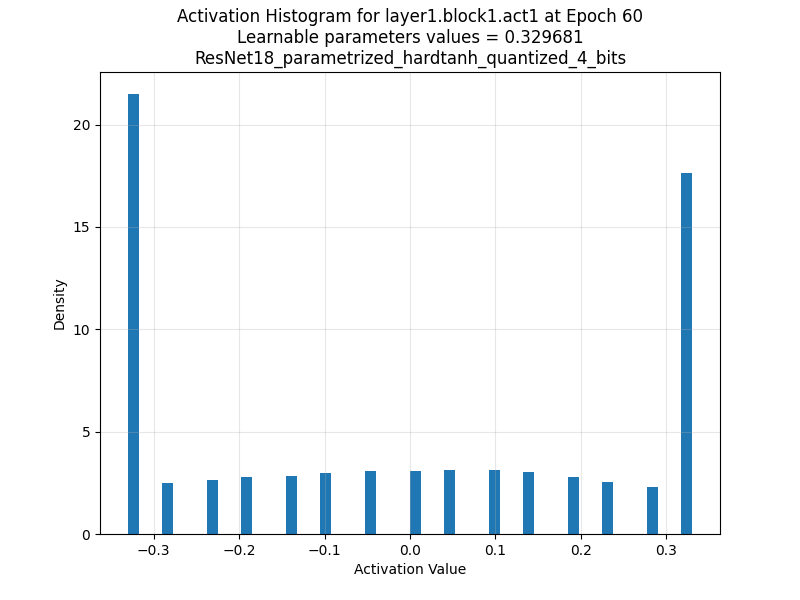 Activation Histogram for layer1.block1.act1 at Epoch 60
Learnable parameters values = 0.329681
ResNet18_parametrized_hardtanh_quantized_4_bits
20
15
10
5
0
Density
−0.3 −0.2 −0.1 0.0 0.1 0.2 0.3
Activation Value